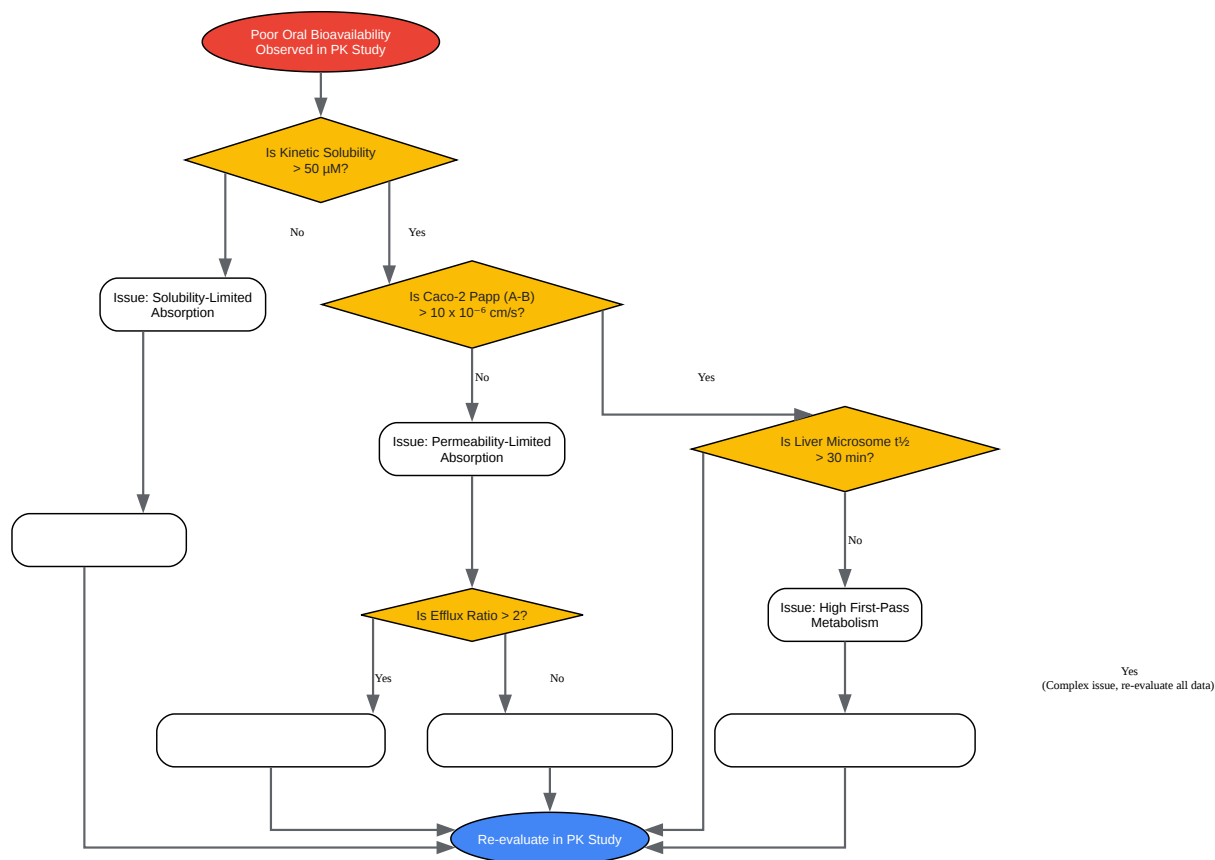 Poor Oral Bioavailability
Observed in PK Study
Is Kinetic Solubility
> 50 µM?
No
Yes
Issue: Solubility-Limited
Absorption
Is Caco-2 Papp (A-B)
> 10 x 10⁻⁶ cm/s?
No
Yes
Issue: Permeability-Limited
Absorption
Is Liver Microsome t½
> 30 min?
No
Issue: High First-Pass
Metabolism
Is Efflux Ratio > 2?
Yes
No
Yes
(Complex issue, re-evaluate all data)
Re-evaluate in PK Study